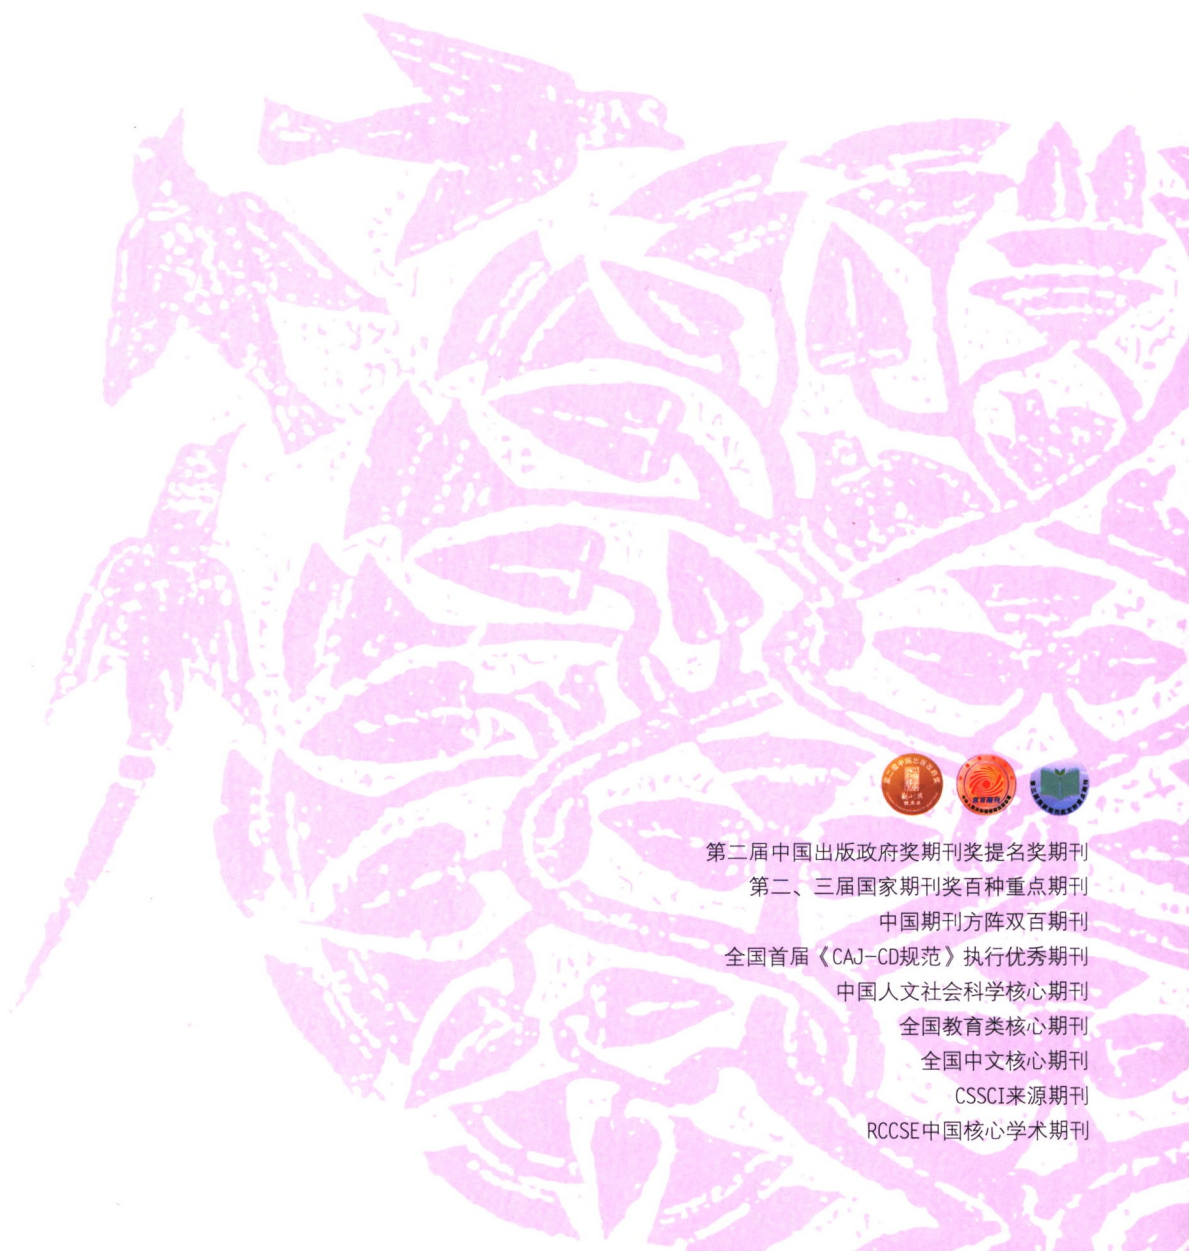 第二届中国出版政府奖期刊奖提名奖期刊
第二、三届国家期刊奖百种重点期刊
中国期刊方阵双百期刊
全国首届《CAJ-CD规范》执行优秀期刊
中国人文社会科学核心期刊
全国教育类核心期刊
全国中文核心期刊
CSSCI来源期刊
RCCSE中国核心学术期刊